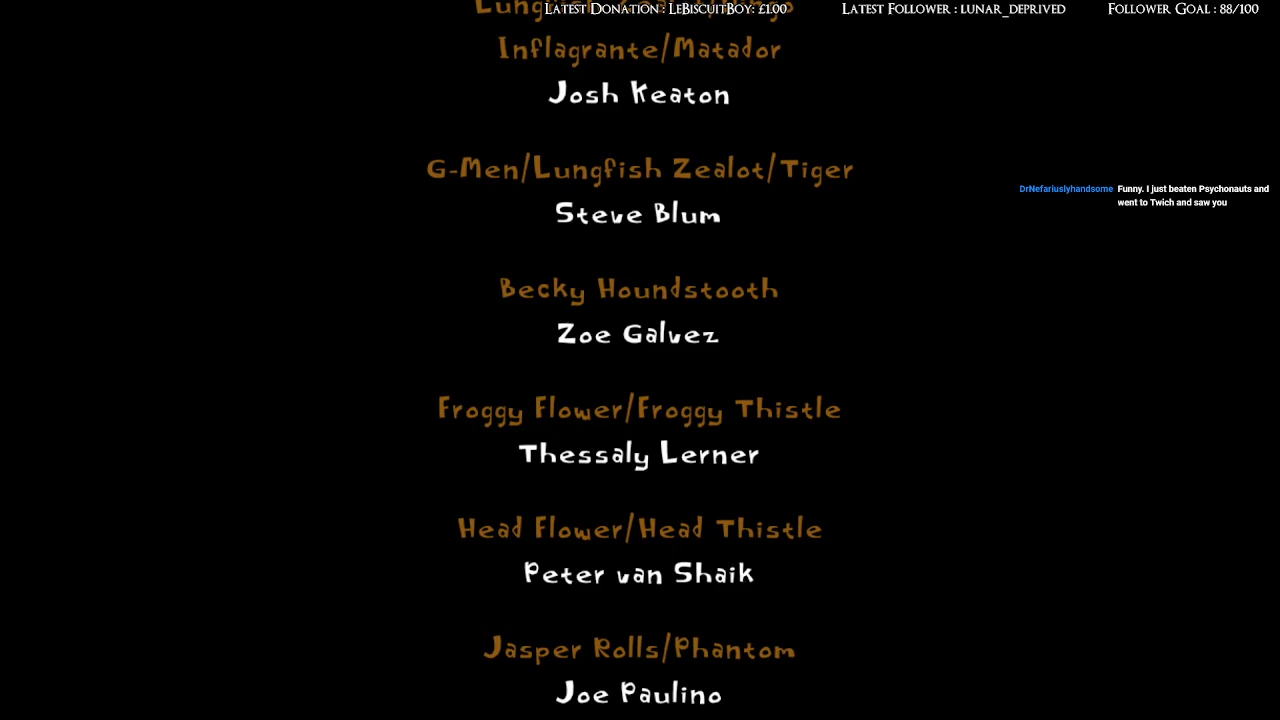 Latest Donation : LeBiscuitBoy: £1.00
Latest Follower : lunar_deprived
Follower Goal : 88/100
Inflagrante/Matador
Josh Keaton
G-Men/Lungfish Zealot/Tiger
Steve Blum
DrNefariuslyhandsome Funny. I just beaten Psychonauts and
went to Twich and saw you
Becky Houndstooth
Zoe Galvez
Froggy Flower/Froggy Thistle
Thessaly Lerner
Head Flower/Head Thistle
Peter van Shaik
Jasper Rolls/Phantom
Joe Paulino